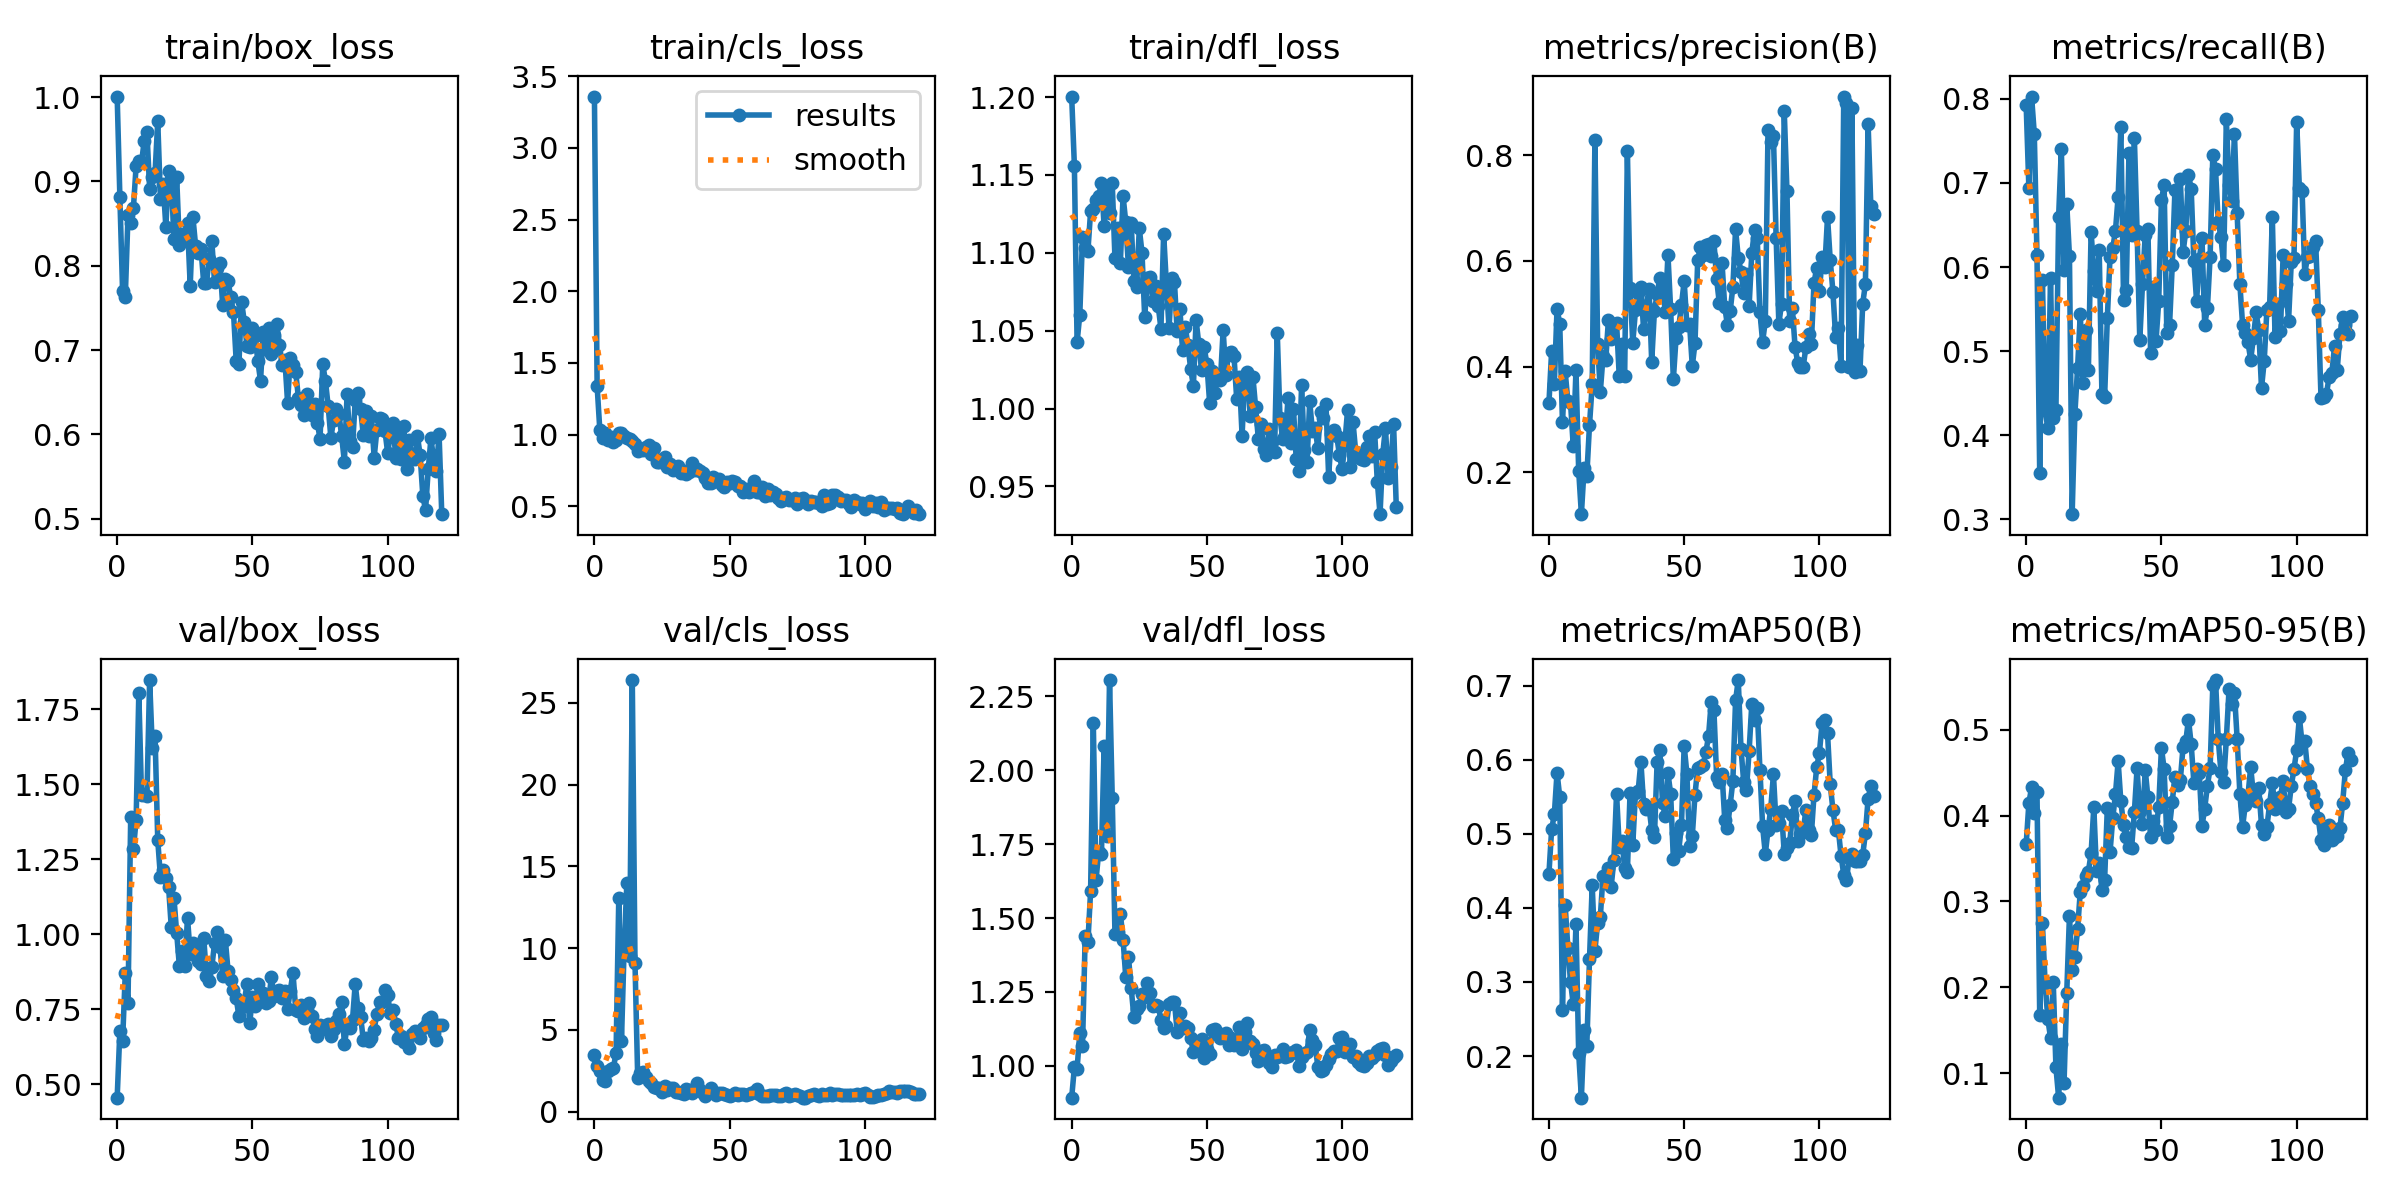 train/box_loss
1.0
0.9
0.8
0.7
0.6
0.5
0 50 100
train/cls_loss
3.5
3.0
2.5
2.0
1.5
1.0
0.5
0 50 100
results
smooth
train/dfl_loss
1.20
1.15
1.10
1.05
1.00
0.95
0 50 100
metrics/precision(B)
0.8
0.6
0.4
0.2
0 50 100
metrics/recall(B)
0.8
0.7
0.6
0.5
0.4
0.3
0 50 100
val/box_loss
1.75
1.50
1.25
1.00
0.75
0.50
0 50 100
val/cls_loss
25
20
15
10
5
0
0 50 100
val/dfl_loss
2.25
2.00
1.75
1.50
1.25
1.00
0 50 100
metrics/mAP50(B)
0.7
0.6
0.5
0.4
0.3
0.2
0 50 100
metrics/mAP50-95(B)
0.5
0.4
0.3
0.2
0.1
0 50 100